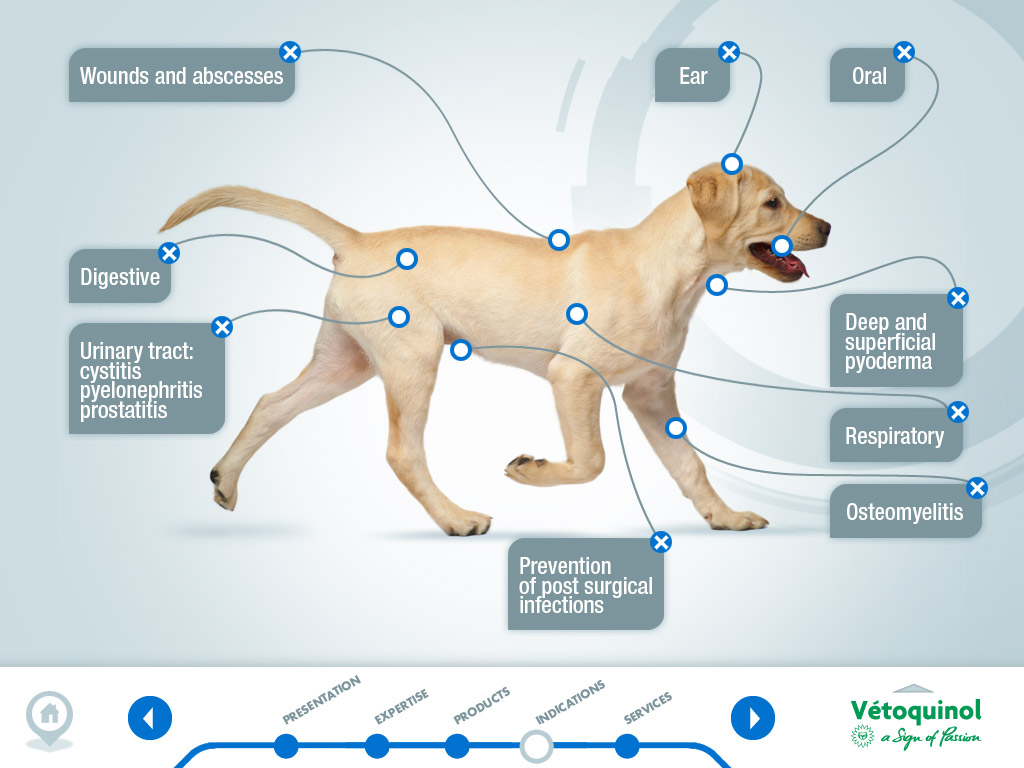 Wounds and abscesses
Ear
Oral
Digestive
Urinary tract:
cystitis
pyelonephritis
prostatitis
Deep and
superficial
pyoderma
Respiratory
Osteomyelitis
Prevention
of post surgical
infections
PRESENTATION
EXPERTISE
PRODUCTS
INDICATIONS
SERVICES
Vétoquinol
a Sign of Passion